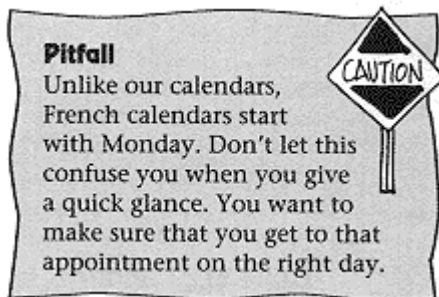 Pitfall
Unlike our calendars,
French calendars start
with Monday. Don't let this
confuse you when you give
a quick glance. You want to
make sure that you get to that
appointment on the right day.
CAUTION